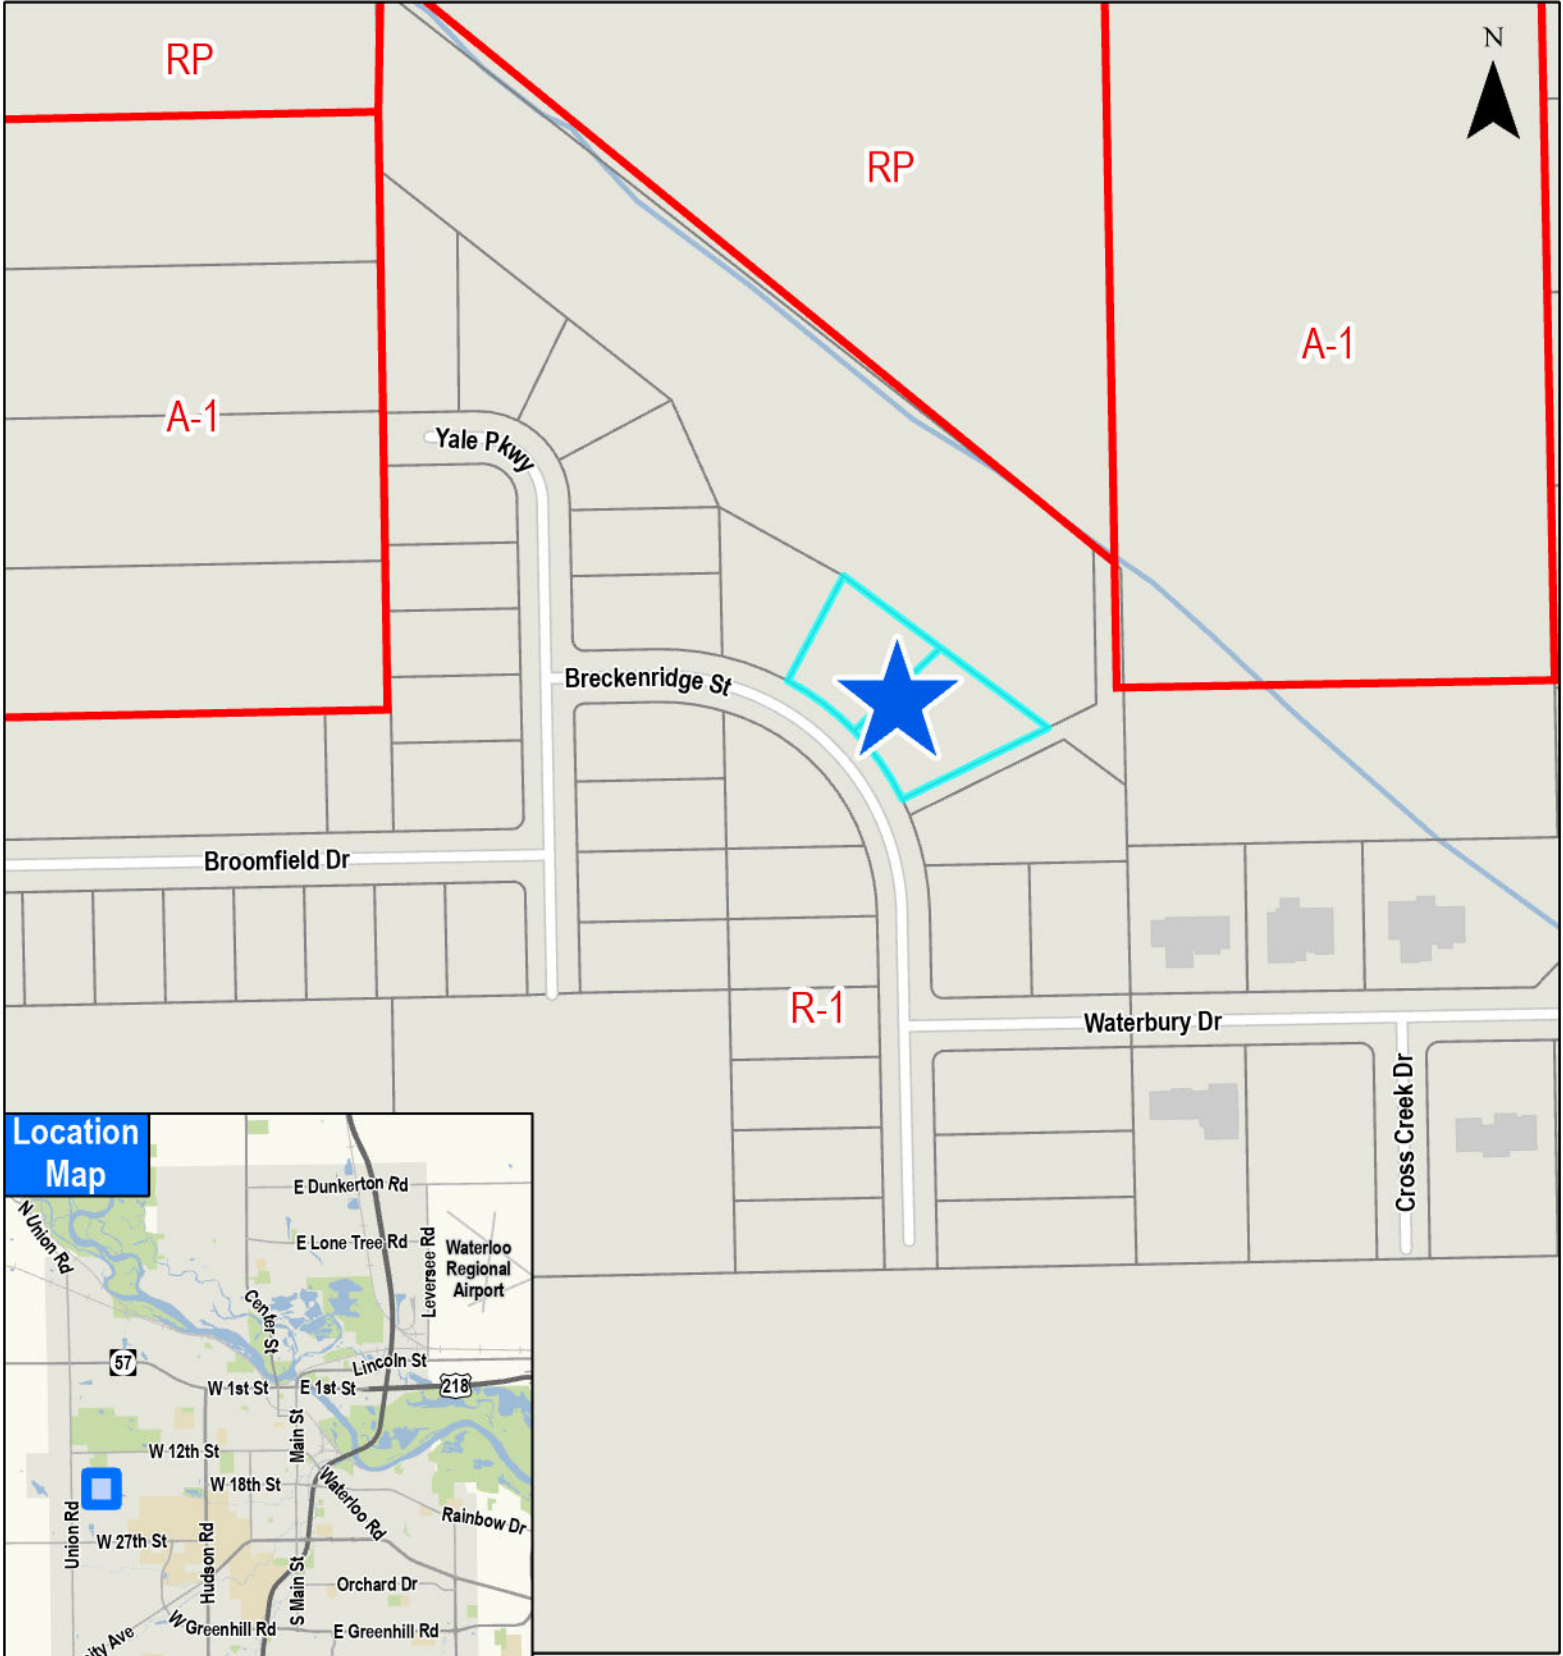 N
RP
RP
A-1
A-1
Yale Pkwy
Breckenridge St
Broomfield Dr
R-1
Waterbury Dr
Cross Creek Dr
Location
Map
E Dunkerton Rd
N Union Rd
E Lone Tree Rd
Leversee Rd
Waterloo
Regional
Airport
Center St
57
Lincoln St
W 1st St
E 1st St
218
Main St
W 12th St
W 18th St
Waterloo Rd
Rainbow Dr
Union Rd
W 27th St
Hudson Rd
S Main St
Orchard Dr
W Greenhill Rd
E Greenhill Rd
ity Ave